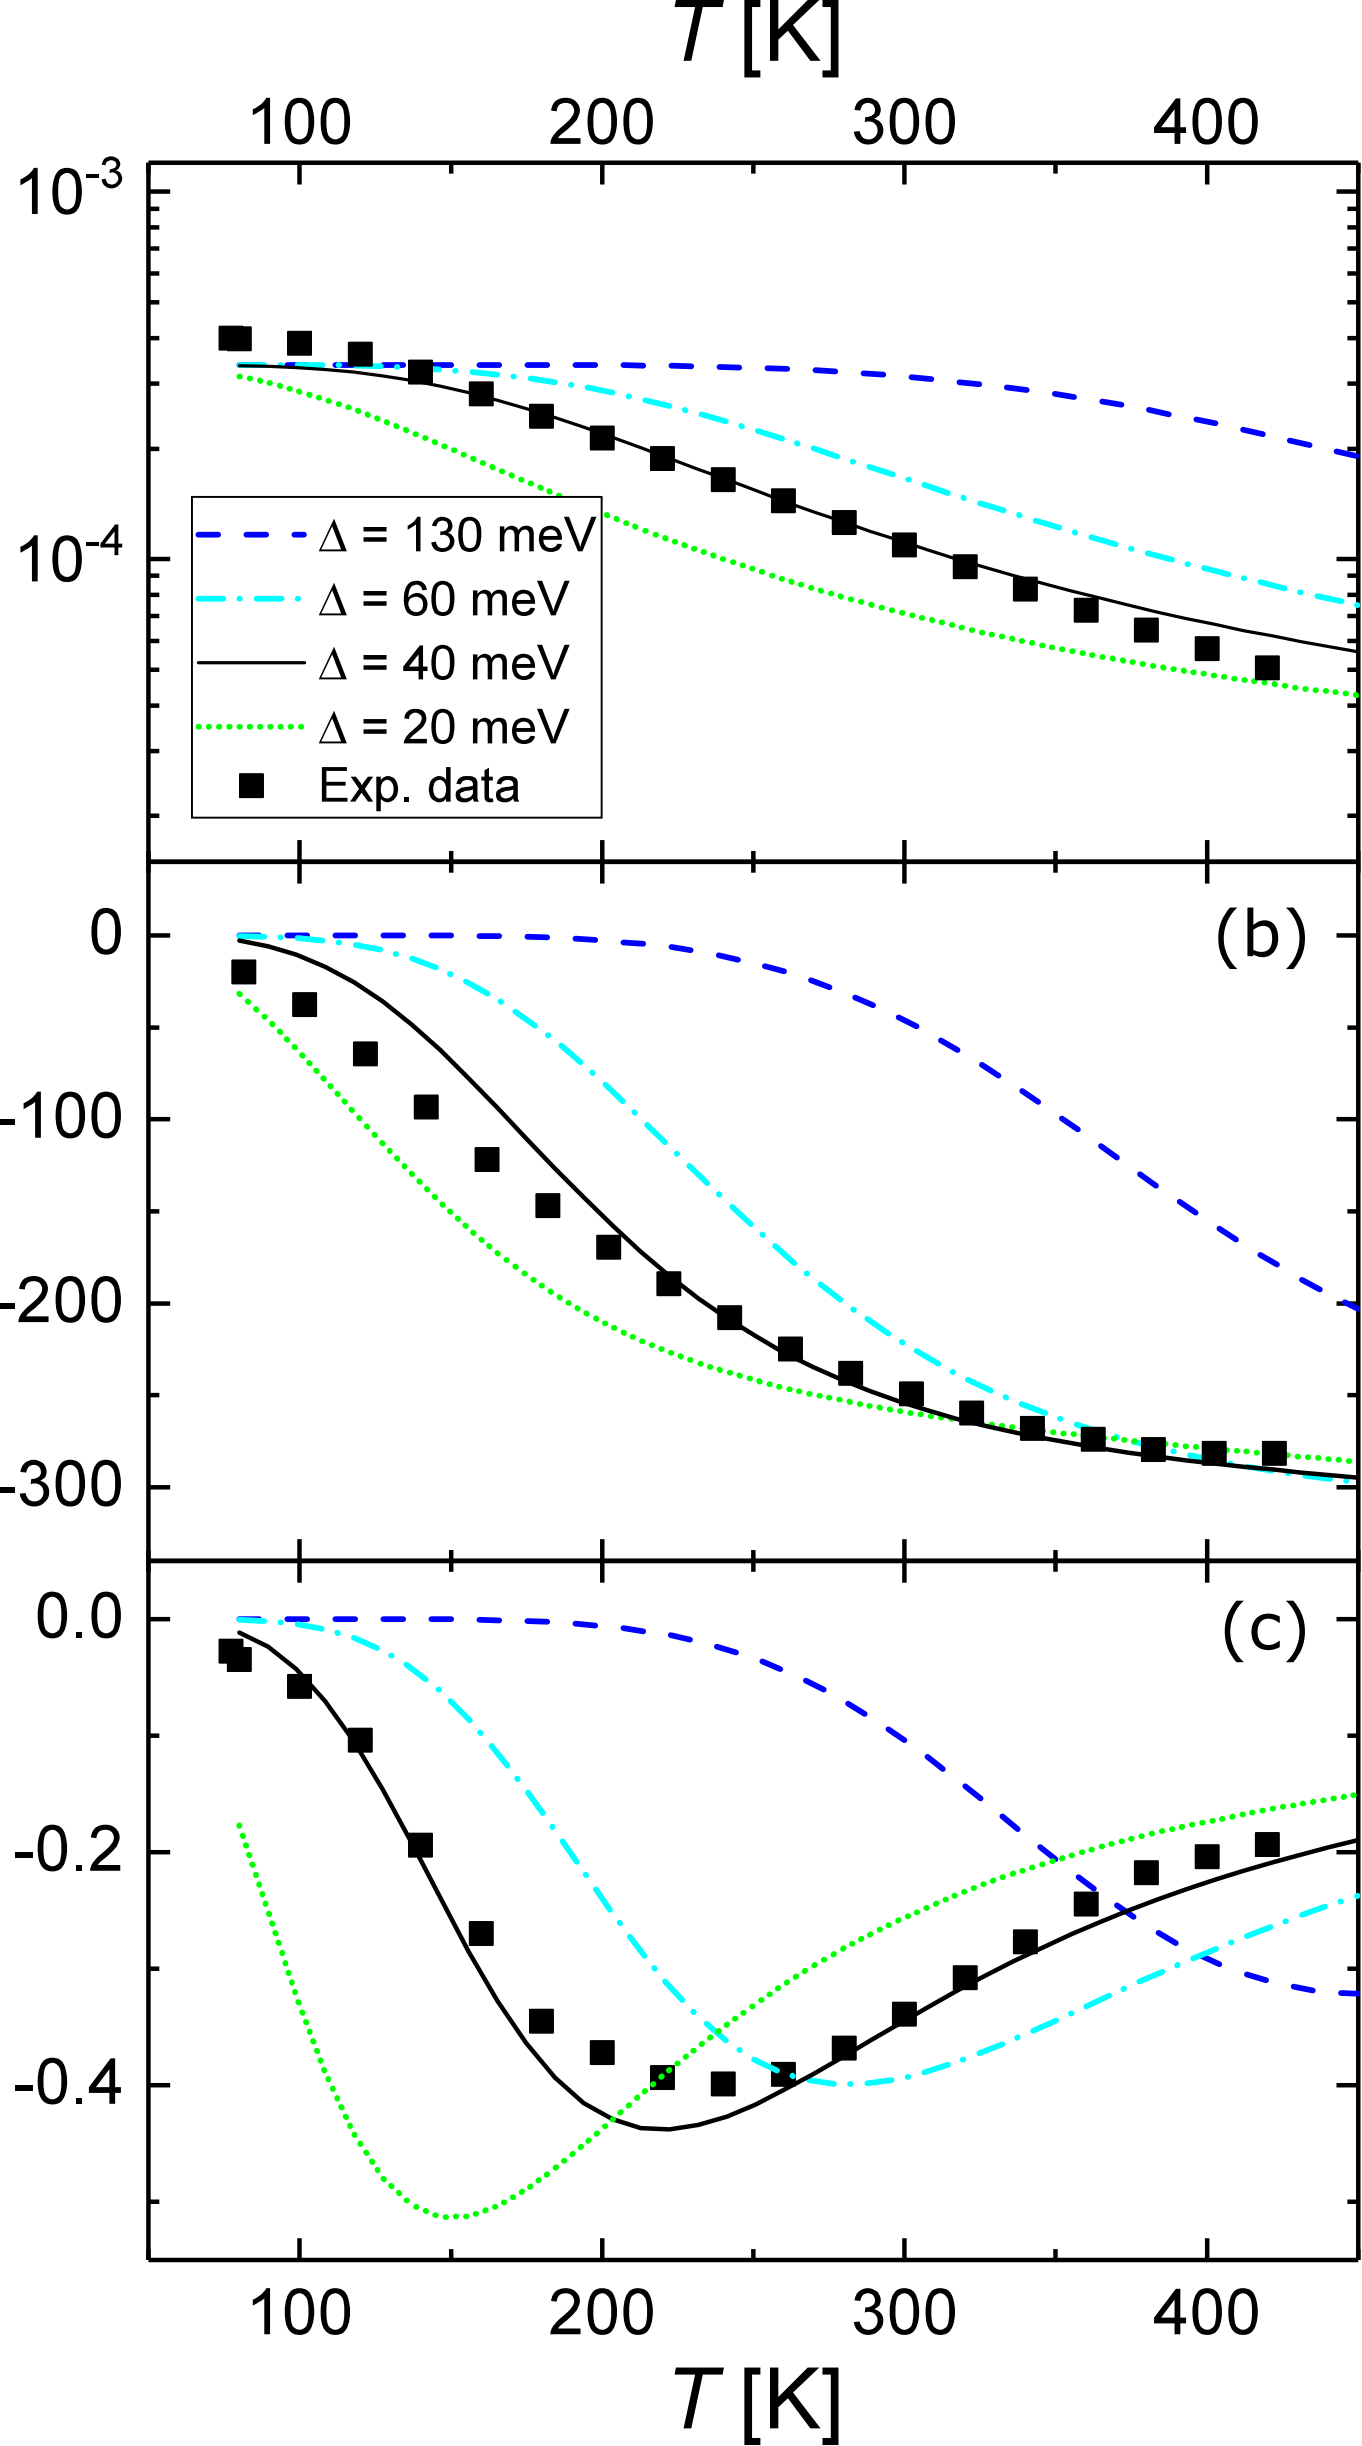 T [K]
100 200 300 400
10-3
10-4
Δ = 130 meV
Δ = 60 meV
Δ = 40 meV
Δ = 20 meV
Exp. data
(b)
0
-100
-200
-300
(c)
0.0
-0.2
-0.4
100 200 300 400
T [K]